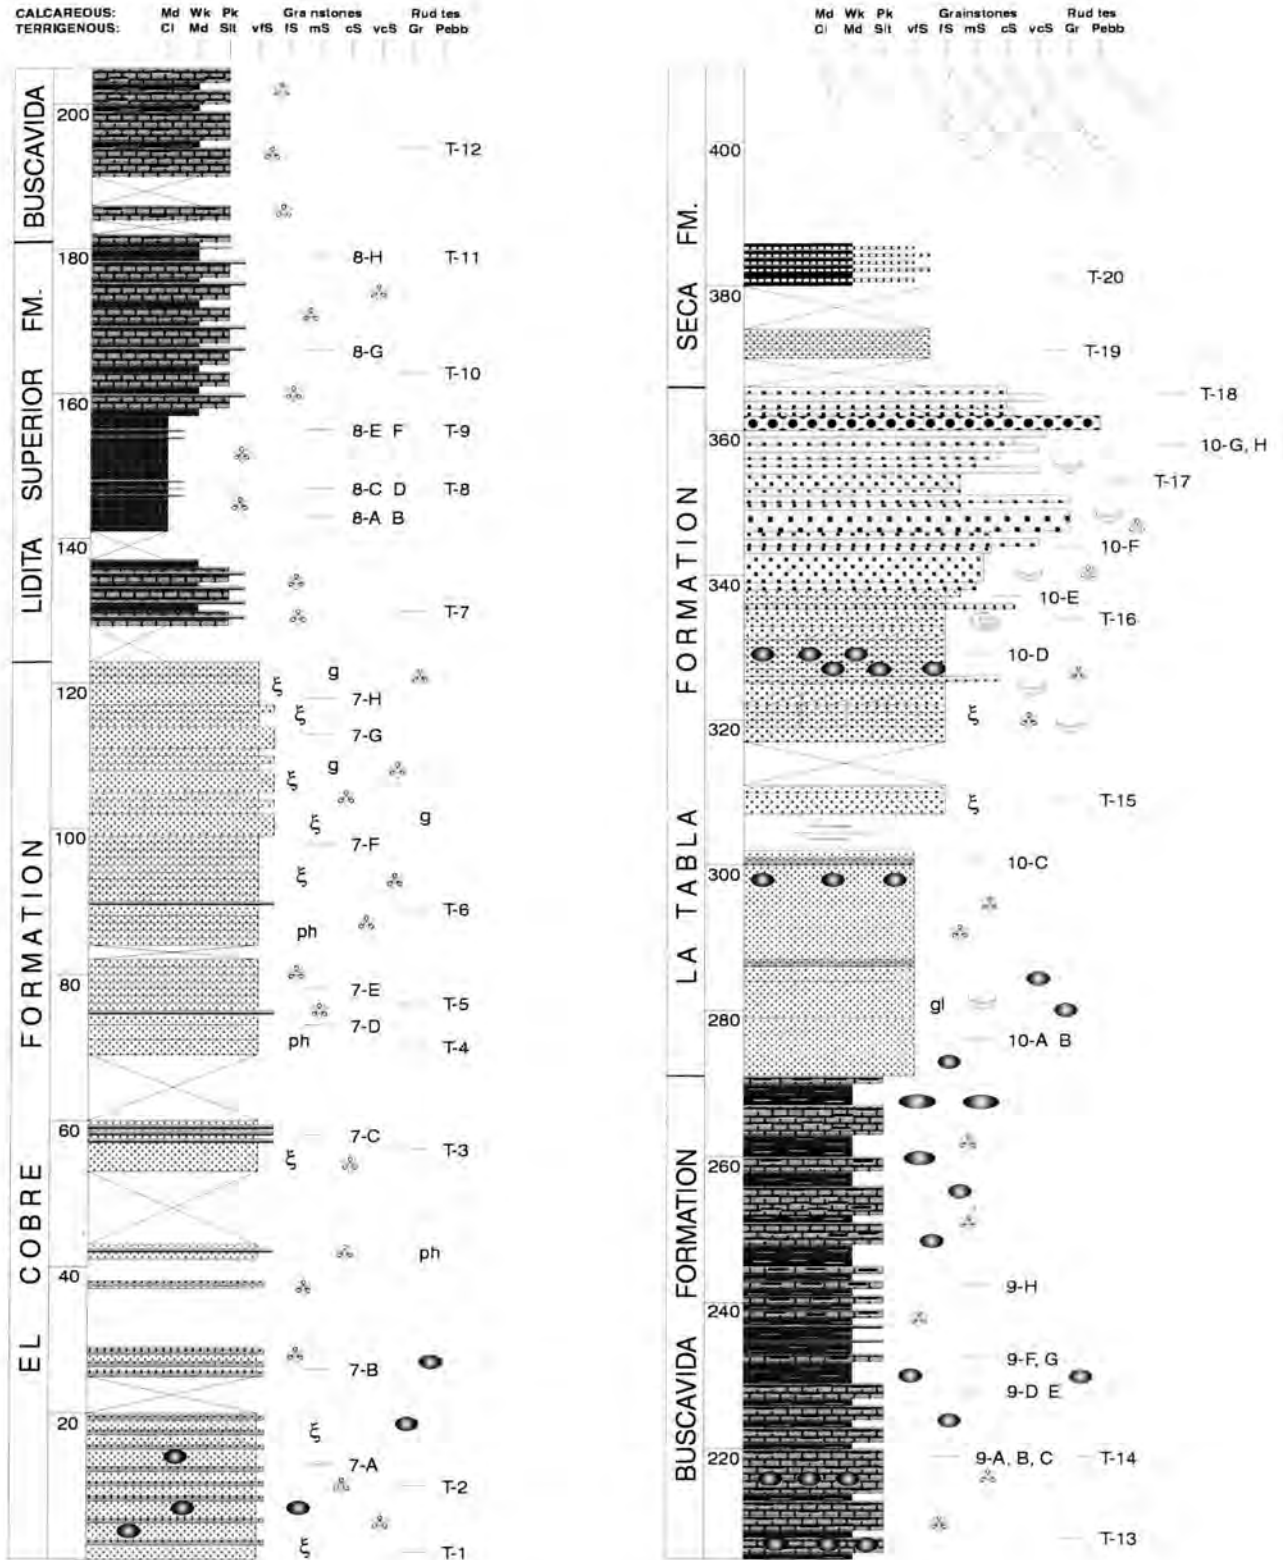 CALCAREOUS: Md Wk Pk Gra nstones Rud tes
TERRIGENOUS: Cl Md Slt vfS fS mS cS vcS Gr Pebb
BUSCAVIDA
LIDITA SUPERIOR FM.
EL COBRE FORMATION
200
T-12
180
8-H T-11
8-G
T-10
160
8-E F T-9
8-C D T-8
8-A B
140
T-7
g
120
ξ
7-H
ξ
7-G
g
ξ
g
ξ
100
7-F
ξ
T-6
ph
80
7-E
T-5
7-D
ph
T-4
60
7-C
T-3
ξ
ph
40
7-B
20
ξ
7-A
T-2
ξ
T-1
Md Wk Pk Grainstones Rud tes
Cl Md Slt vfS fS mS cS vcS Gr Pebb
SECA FM.
LA TABLA FORMATION
BUSCAVIDA FORMATION
400
T-20
380
T-19
T-18
360
10-G, H
T-17
10-F
340
10-E
T-16
10-D
ξ
320
ξ
T-15
300
10-C
gl
280
10-A B
260
9-H
240
9-F, G
9-D E
220
9-A, B, C T-14
T-13